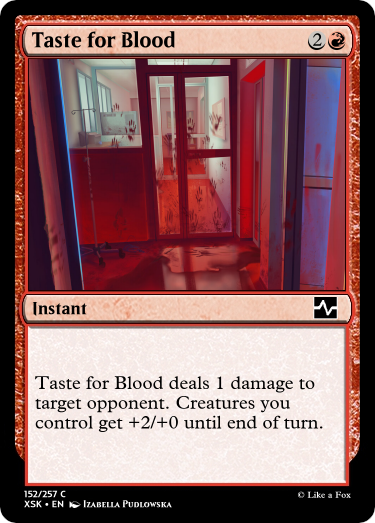 Taste for Blood 2
Instant
Taste for Blood deals 1 damage to
target opponent. Creatures you
control get +2/+0 until end of turn.
152/257 C
XSK • EN Izabella Pudlowska
© Like a Fox